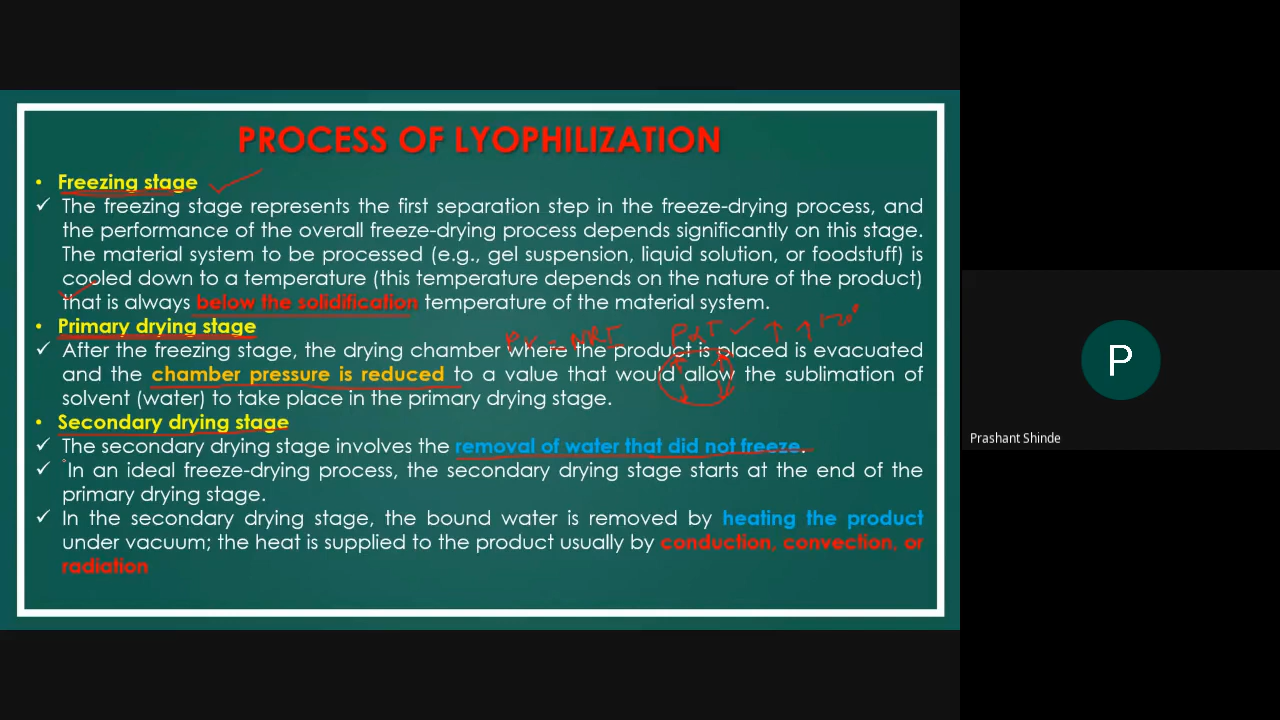 PROCESS OF LYOPHILIZATION
• Freezing stage
✓ The freezing stage represents the first separation step in the freeze-drying process, and
the performance of the overall freeze-drying process depends significantly on this stage.
The material system to be processed (e.g., gel suspension, liquid solution, or foodstuff) is
cooled down to a temperature (this temperature depends on the nature of the product)
that is always below the solidification temperature of the material system.
• Primary drying stage
PV = nRT P∝T ✓ ↑ ↑ 120°
✓ After the freezing stage, the drying chamber where the product is placed is evacuated
and the chamber pressure is reduced to a value that would allow the sublimation of
solvent (water) to take place in the primary drying stage.
• Secondary drying stage
✓ The secondary drying stage involves the removal of water that did not freeze.
✓ In an ideal freeze-drying process, the secondary drying stage starts at the end of the
primary drying stage.
✓ In the secondary drying stage, the bound water is removed by heating the product
under vacuum; the heat is supplied to the product usually by conduction, convection, or
radiation
P
Prashant Shinde